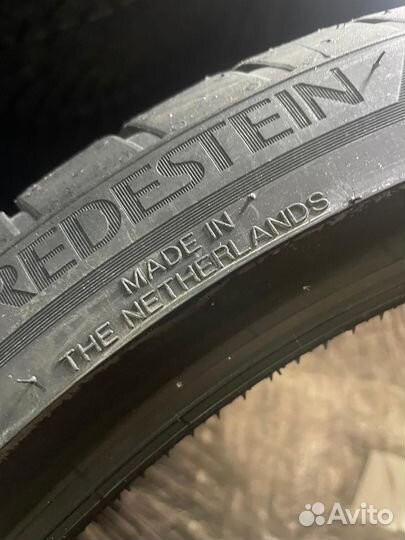 REDESTEIN
MADE IN
THE NETHERLANDS
Avito